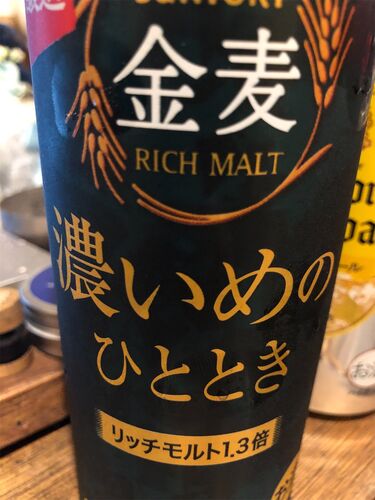 SUNTORY
金麦
RICH MALT
濃いめの
ひととき
リッチモルト1.3倍